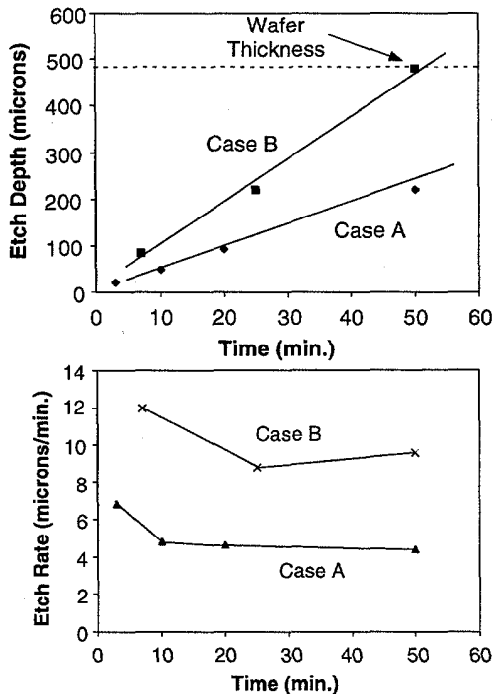 600
500
400
300
200
100
0
Etch Depth (microns)
Wafer
Thickness
Case B
Case A
0 10 20 30 40 50 60
Time (min.)
14
12
10
8
6
4
2
0
Etch Rate (microns/min.)
Case B
Case A
0 10 20 30 40 50 60
Time (min.)